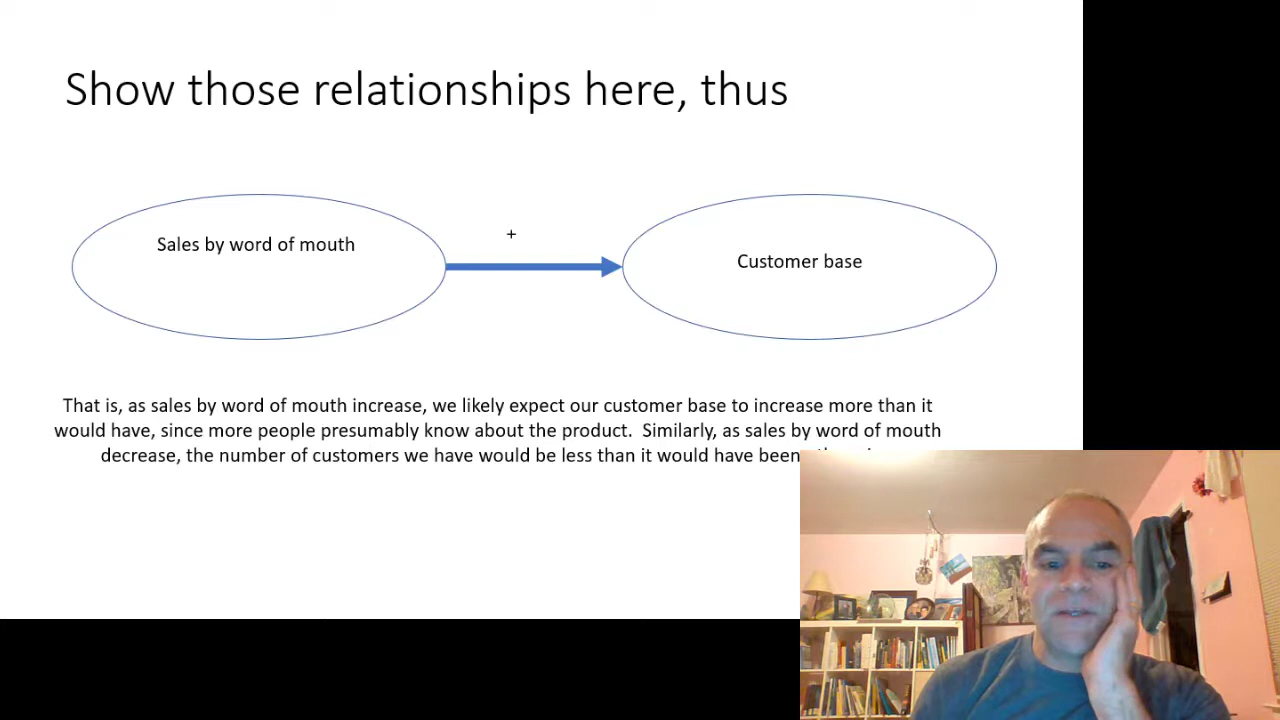 Show those relationships here, thus
+
Sales by word of mouth
Customer base
That is, as sales by word of mouth increase, we likely expect our customer base to increase more than it
would have, since more people presumably know about the product. Similarly, as sales by word of mouth
decrease, the number of customers we have would be less than it would have been